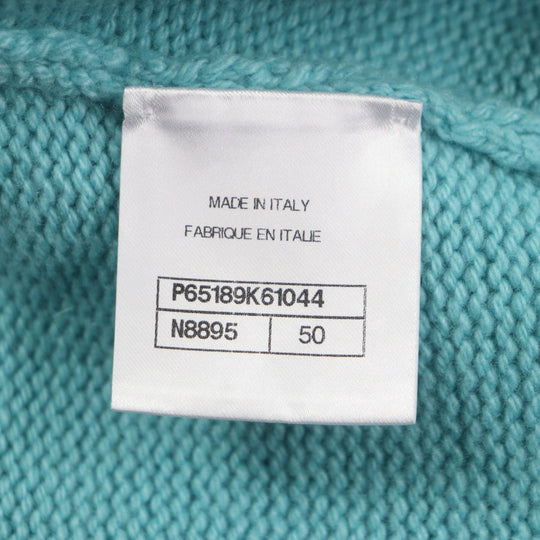 MADE IN ITALY
FABRIQUE EN ITALIE
P65189K61044
N8895 50